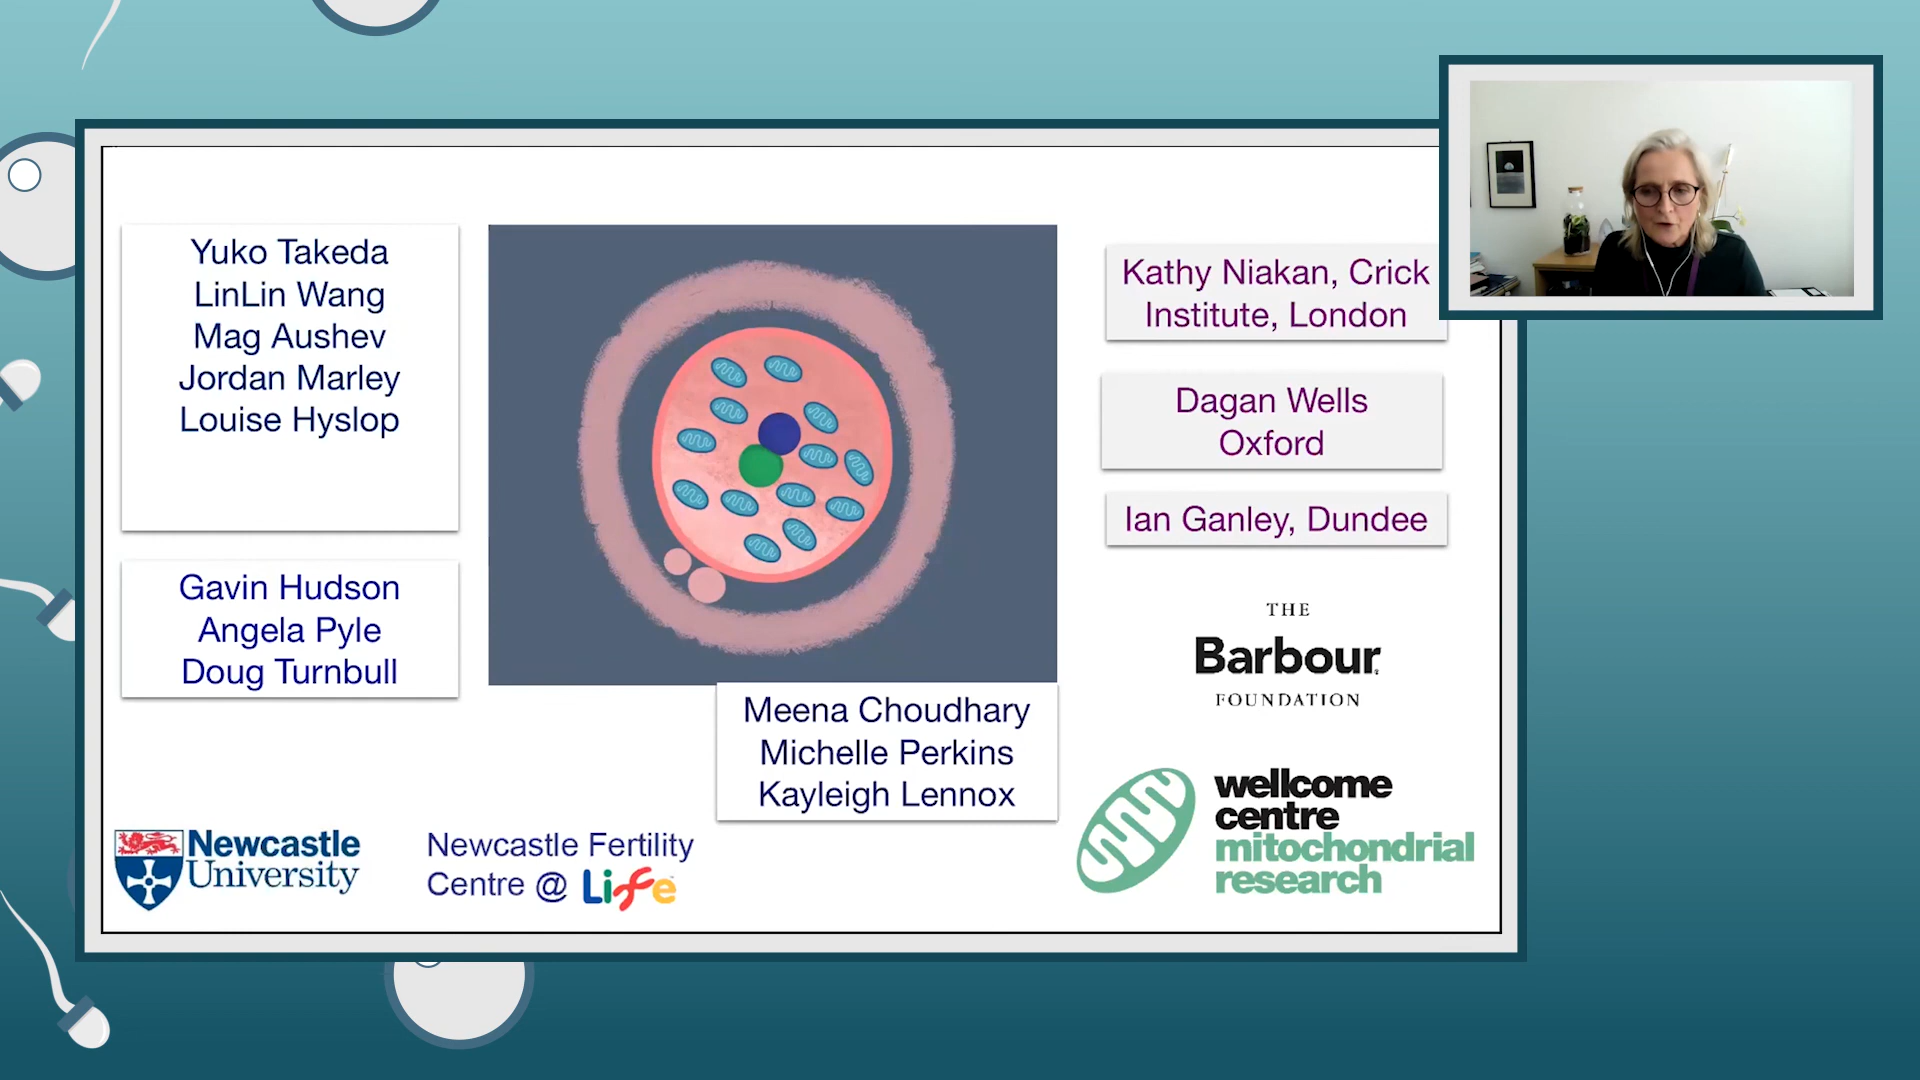 Yuko Takeda
LinLin Wang
Mag Aushev
Jordan Marley
Louise Hyslop
Gavin Hudson
Angela Pyle
Doug Turnbull
Meena Choudhary
Michelle Perkins
Kayleigh Lennox
Kathy Niakan, Crick
Institute, London
Dagan Wells
Oxford
Ian Ganley, Dundee
THE
Barbour
FOUNDATION
wellcome
centre
mitochondrial
research
Newcastle
University
Newcastle Fertility
Centre @ Life